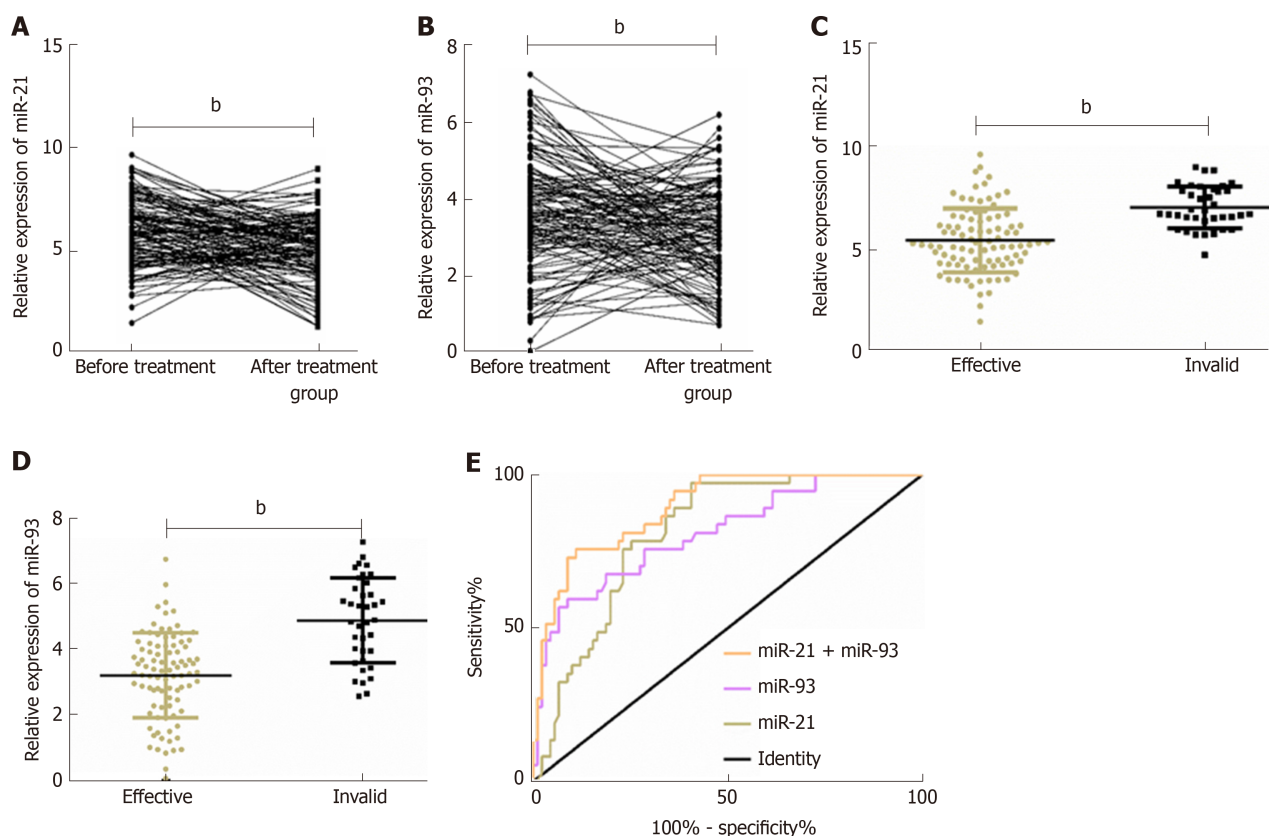 A
Relative expression of miR-21
15
10
5
0
b
Before treatment
After treatment
group
B
Relative expression of miR-93
8
6
4
2
0
b
Before treatment
After treatment
group
C
Relative expression of miR-21
15
10
5
0
b
Effective
Invalid
D
Relative expression of miR-93
8
6
4
2
0
b
Effective
Invalid
E
Sensitivity%
100
50
0
miR-21 + miR-93
miR-93
miR-21
Identity
0
50
100
100% - specificity%